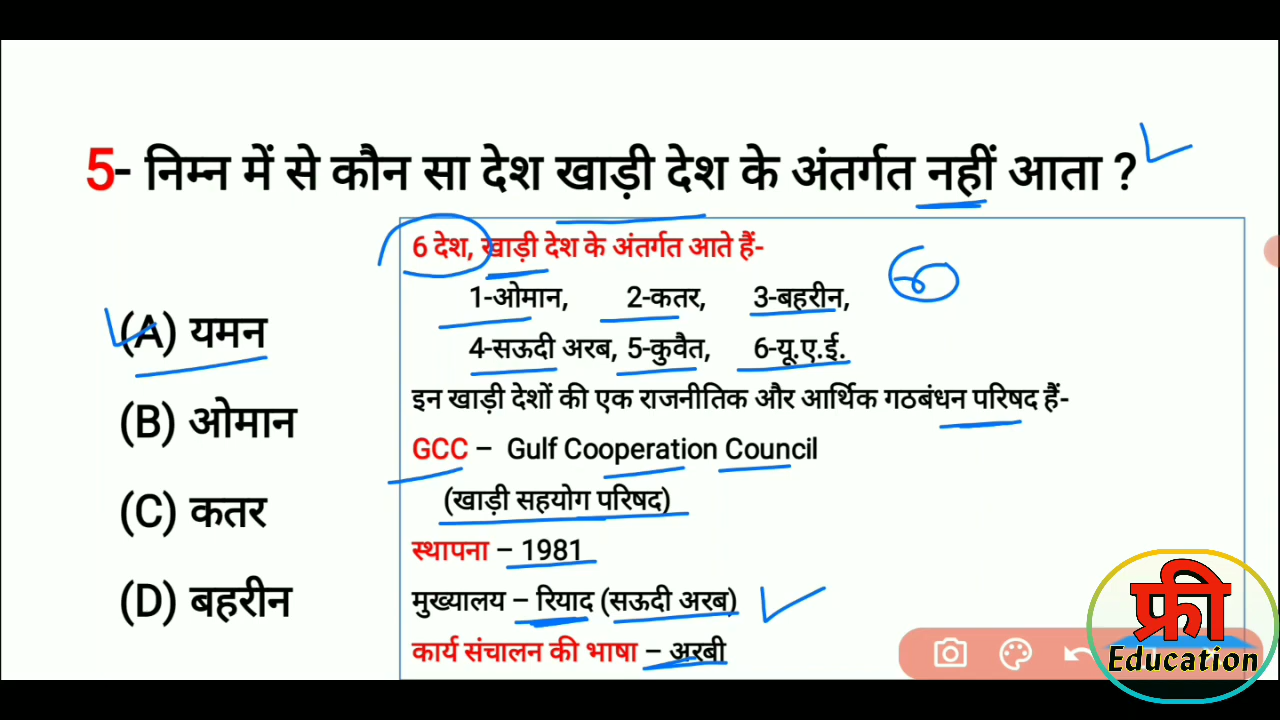 5- निम्न में से कौन सा देश खाड़ी देश के अंतर्गत नहीं आता ?
(A) यमन
(B) ओमान
(C) कतर
(D) बहरीन
6 देश, खाड़ी देश के अंतर्गत आते हैं-
1-ओमान, 2-कतर, 3-बहरीन,
4-सऊदी अरब, 5-कुवैत, 6-यू.ए.ई.
इन खाड़ी देशों की एक राजनीतिक और आर्थिक गठबंधन परिषद हैं-
GCC – Gulf Cooperation Council
(खाड़ी सहयोग परिषद)
स्थापना – 1981
मुख्यालय – रियाद (सऊदी अरब)
कार्य संचालन की भाषा – अरबी
6
फ्री
Education